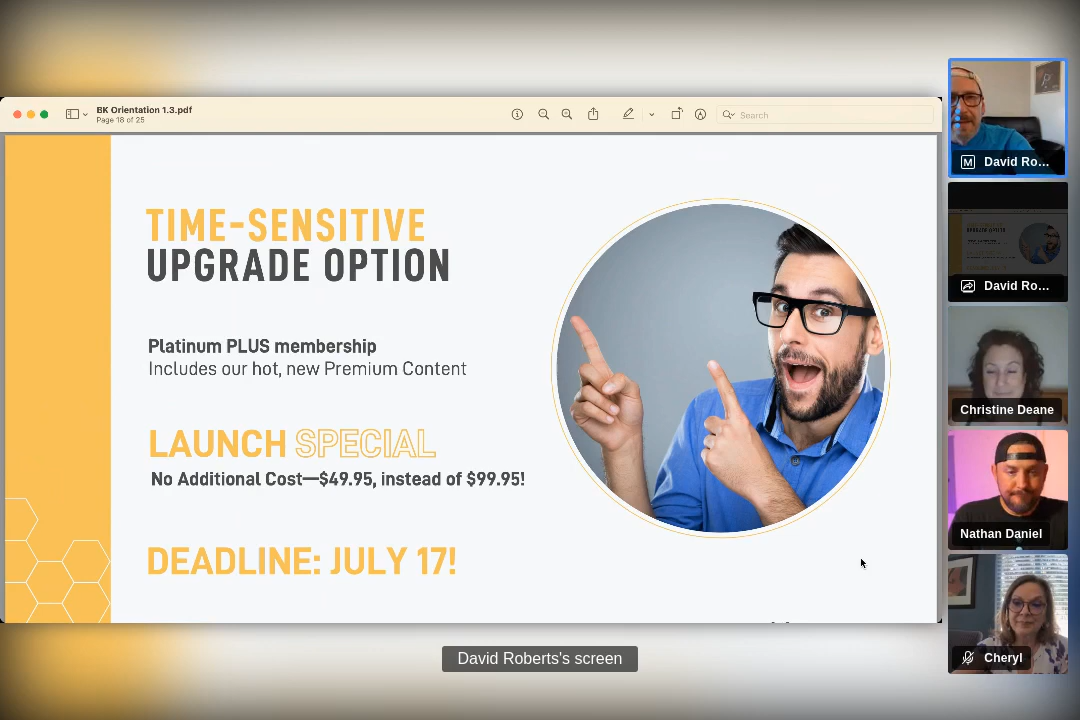 BK Orientation 1.3.pdf
Page 18 of 25
Search
TIME-SENSITIVE
UPGRADE OPTION
Platinum PLUS membership
Includes our hot, new Premium Content
LAUNCH SPECIAL
No Additional Cost—$49.95, instead of $99.95!
DEADLINE: JULY 17!
David Roberts's screen
M David Ro...
David Ro...
Christine Deane
Nathan Daniel
Cheryl